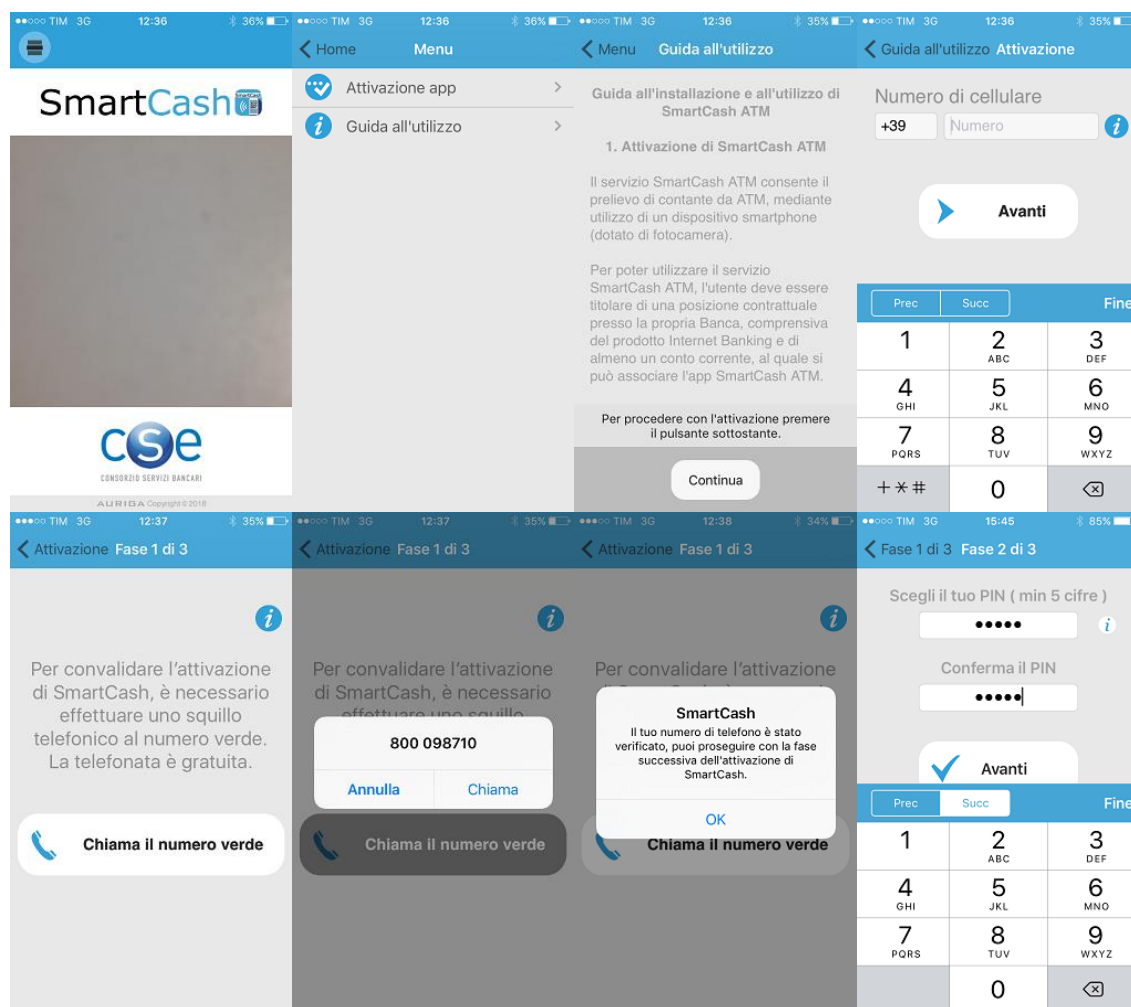 TIM 3G 12:36 36%
SmartCash
cse
CONSORZIO SERVIZI BANCARI
AURIGA Copyright © 2016
TIM 3G 12:36 36%
Home Menu
Attivazione app
Guida all'utilizzo
TIM 3G 12:36 35%
Menu Guida all'utilizzo
Guida all'installazione e all'utilizzo di
SmartCash ATM
1. Attivazione di SmartCash ATM
Il servizio SmartCash ATM consente il
prelievo di contante da ATM, mediante
utilizzo di un dispositivo smartphone
(dotato di fotocamera).
Per poter utilizzare il servizio
SmartCash ATM, l'utente deve essere
titolare di una posizione contrattuale
presso la propria Banca, comprensiva
del prodotto Internet Banking e di
almeno un conto corrente, al quale si
può associare l'app SmartCash ATM.
Per procedere con l'attivazione premere
il pulsante sottostante.
Continua
TIM 3G 12:36 35%
Guida all'utilizzo Attivazione
Numero di cellulare
+39 Numero
Avanti
Prec Succ Fine
1 2 3
ABC DEF
4 5 6
GHI JKL MNO
7 8 9
PQRS TUV WXYZ
+ * # 0
TIM 3G 12:37 35%
Attivazione Fase 1 di 3
Per convalidare l'attivazione
di SmartCash, è necessario
effettuare uno squillo
telefonico al numero verde.
La telefonata è gratuita.
Chiama il numero verde
TIM 3G 12:37 35%
Attivazione Fase 1 di 3
Per convalidare l'attivazione
di SmartCash, è necessario
effettuare uno squillo
800 098710
Annulla Chiama
Chiama il numero verde
TIM 3G 12:38 34%
Attivazione Fase 1 di 3
Per convalidare l'attivazione
SmartCash
Il tuo numero di telefono è stato
verificato, puoi proseguire con la fase
successiva dell'attivazione di
SmartCash.
OK
Chiama il numero verde
TIM 3G 15:45 85%
Fase 1 di 3 Fase 2 di 3
Scegli il tuo PIN ( min 5 cifre )
•••••
Conferma il PIN
•••••
Avanti
Prec Succ Fine
1 2 3
ABC DEF
4 5 6
GHI JKL MNO
7 8 9
PQRS TUV WXYZ
0